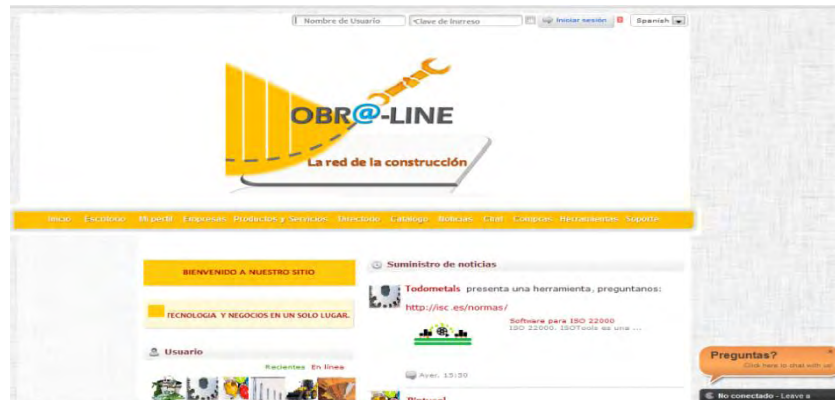 Nombre de Usuario Clave de Ingreso Iniciar sesión Spanish
OBR@-LINE
La red de la construcción
Inicio Escritorio Mi perfil Empresas Productos y Servicios Directorio Catalogo Noticias Chat Compras Herramientas Soporte
BIENVENIDO A NUESTRO SITIO
TECNOLOGIA Y NEGOCIOS EN UN SOLO LUGAR.
Usuario
Recientes En línea
Suministro de noticias
Todometals presenta una herramienta, preguntanos:
http://isc.es/normas/
Software para ISO 22000
ISO 22000. ISOTools es una ...
Ayer, 15:50
Pintucol
Preguntas?
Click here to chat with us!
No conectado - Leave a